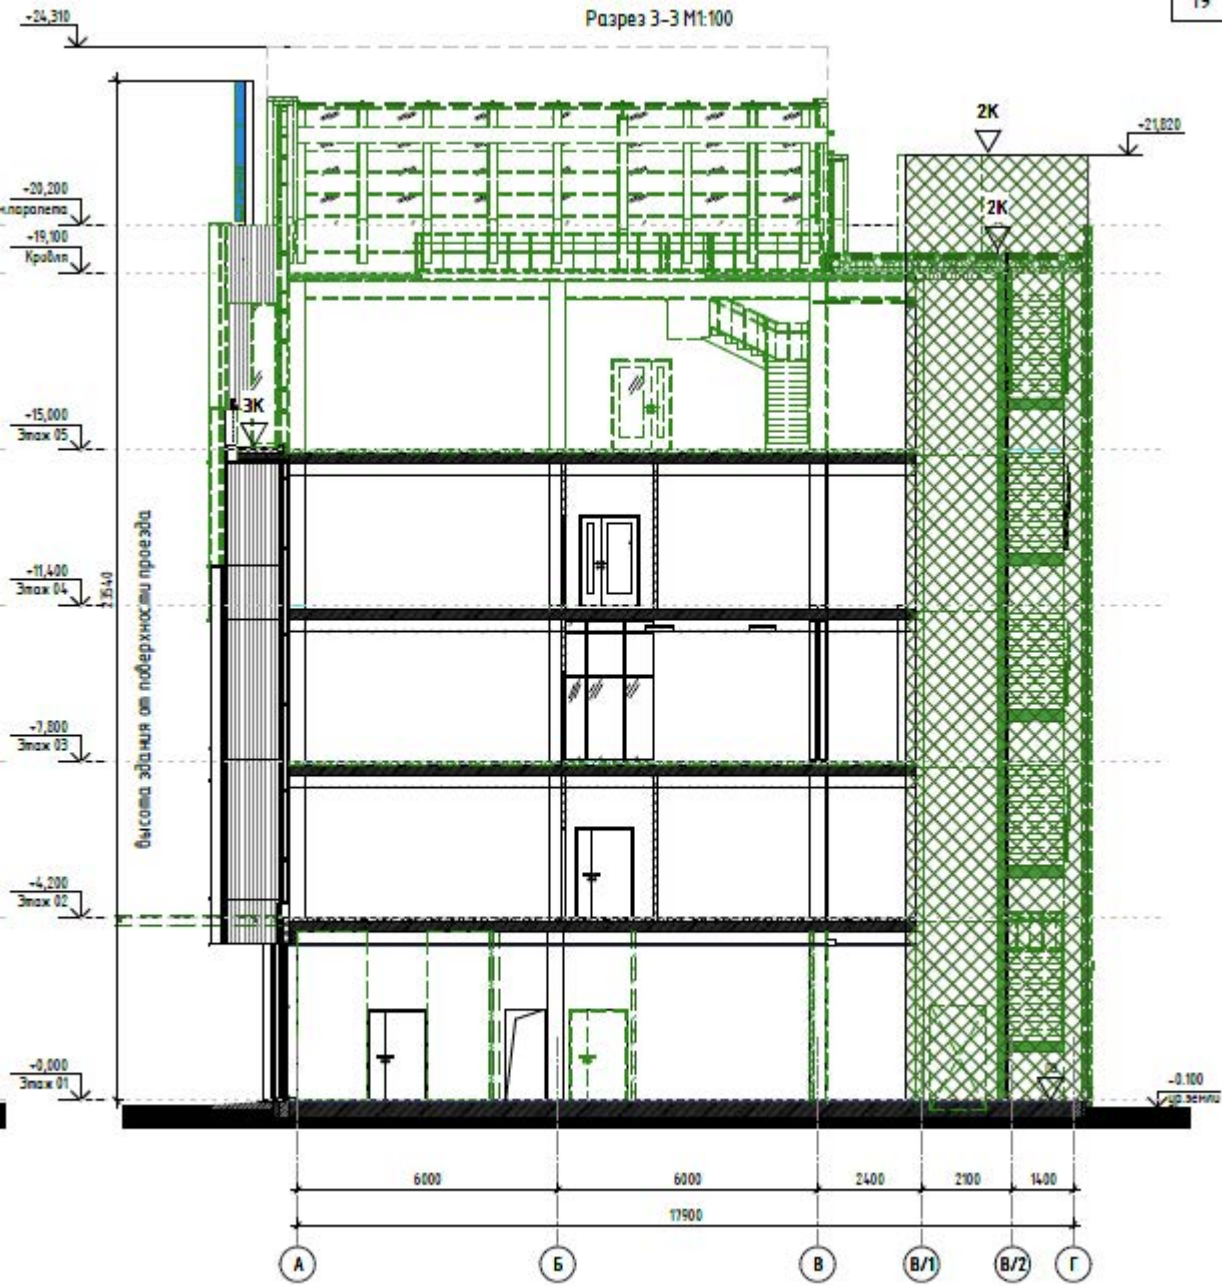 Разрез 3-3 М1:100
19
+24,310
2К
+21,820
+20,200
2К
+19,100
Кровля
3К
+15,000
Этаж 05
+11,400
Этаж 04
23540
высота здания от поверхности проезда
+7,800
Этаж 03
+4,200
Этаж 02
+0,000
Этаж 01
-0.100
ур.земли
6000
6000
2400
2100
1400
17900
А
Б
В
В/1
В/2
Г